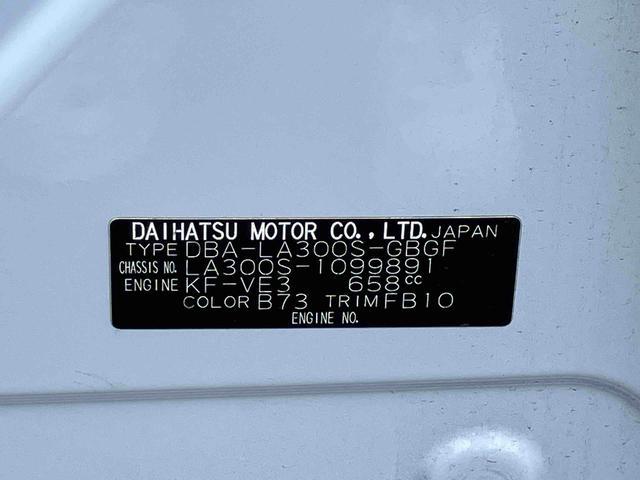 DAIHATSU MOTOR CO., LTD. JAPAN
TYPE DBA-LA300S-GBGF
CHASSIS NO. LA300S-1099891
ENGINE KF-VE3 658cc
COLOR B73 TRIM FB10
ENGINE NO.